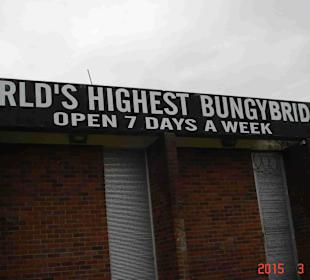 RLD'S HIGHEST BUNGYBRID
OPEN 7 DAYS A WEEK
2015 3